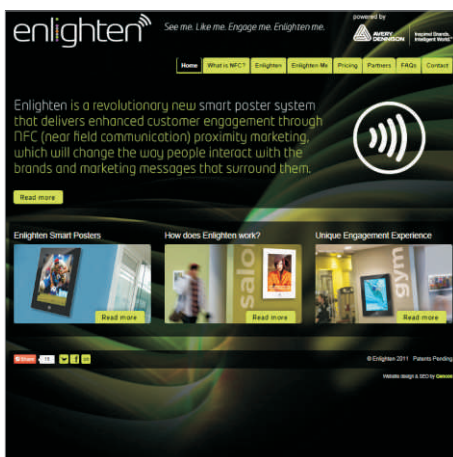 enlighten
See me. Like me. Engage me. Enlighten me.
powered by
AVERY DENNISON
Inspired Brands. Intelligent World.™
Home What is NFC? Enlighten Enlighten Me Pricing Partners FAQs Contact
Enlighten is a revolutionary new smart poster system
that delivers enhanced customer engagement through
NFC (near field communication) proximity marketing,
which will change the way people interact with the
brands and marketing messages that surround them.
Read more
Enlighten Smart Posters How does Enlighten work? Unique Engagement Experience
salo
gym
Read more Read more Read more
Share
© Enlighten 2011 Patents Pending
Website design & SEO by